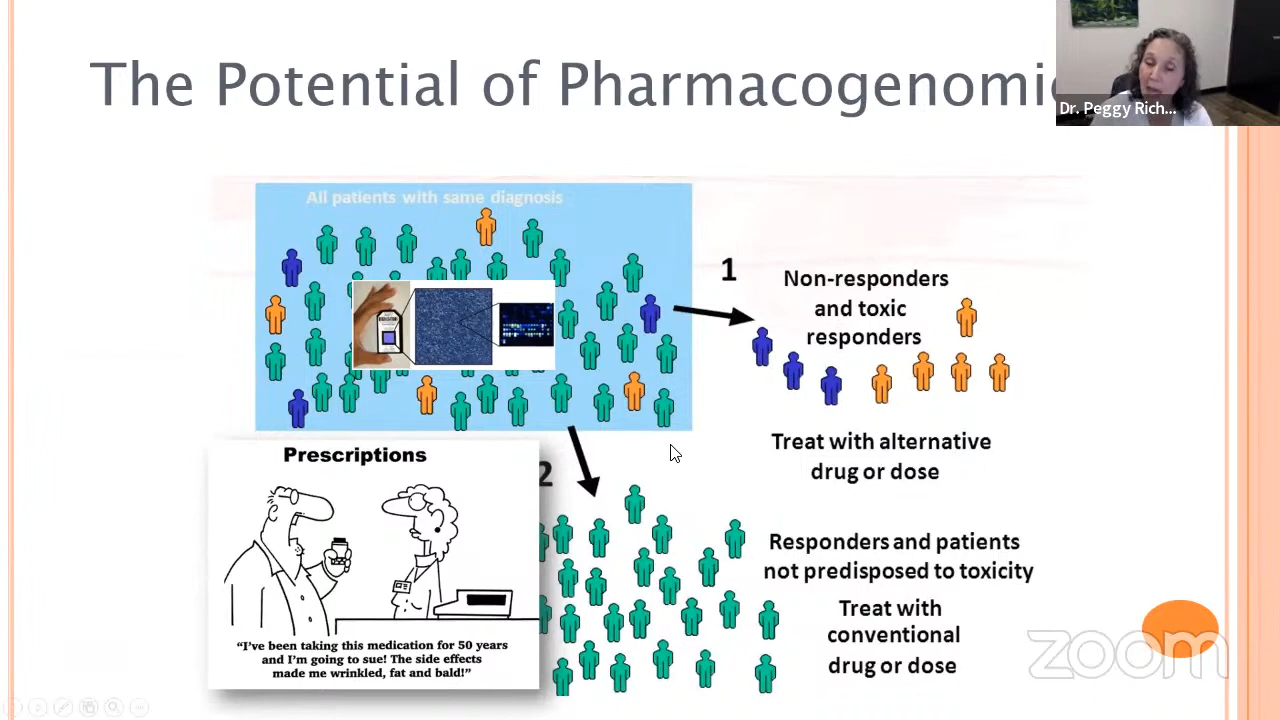 The Potential of Pharmacogenomic
Dr. Peggy Rich...
All patients with same diagnosis
1
Non-responders
and toxic
responders
Treat with alternative
drug or dose
2
Prescriptions
"I've been taking this medication for 50 years
and I'm going to sue! The side effects
made me wrinkled, fat and bald!"
Responders and patients
not predisposed to toxicity
Treat with
conventional
drug or dose
zoom